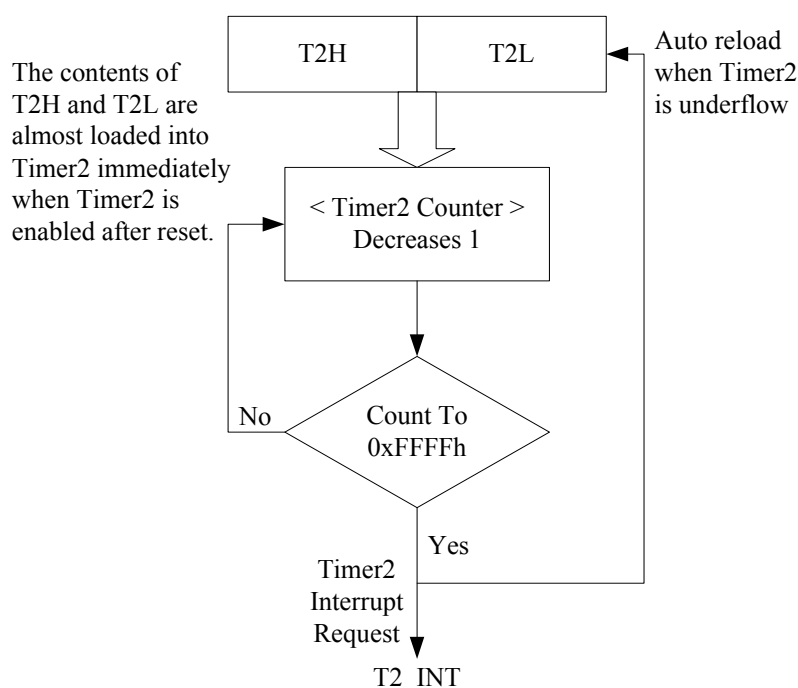 T2H
T2L
Auto reload
when Timer2
is underflow
The contents of
T2H and T2L are
almost loaded into
Timer2 immediately
when Timer2 is
enabled after reset.
< Timer2 Counter >
Decreases 1
Count To
0xFFFFh
No
Yes
Timer2
Interrupt
Request
T2_INT